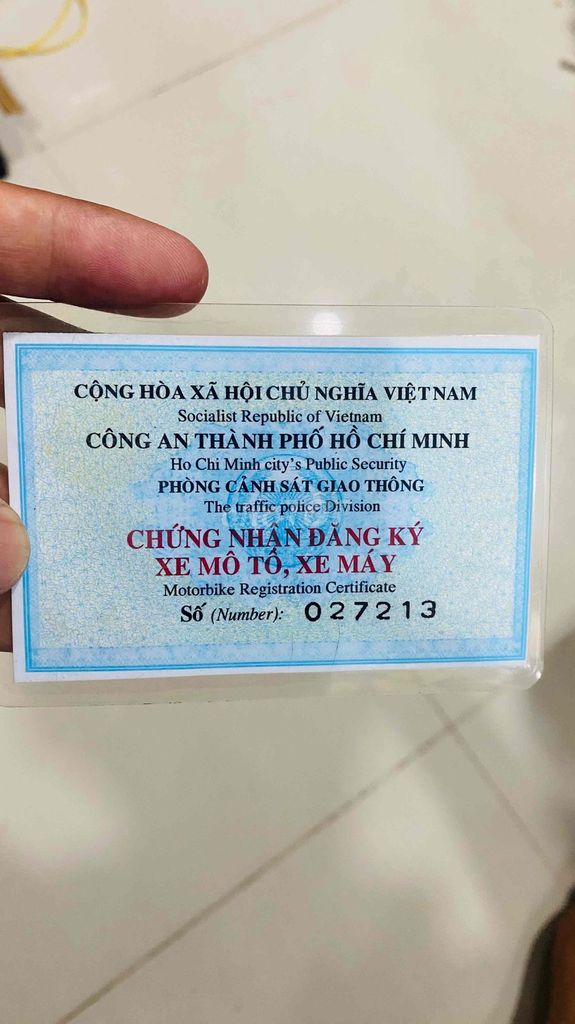 CỘNG HÒA XÃ HỘI CHỦ NGHĨA VIỆT NAM
Socialist Republic of Vietnam
CÔNG AN THÀNH PHỐ HỒ CHÍ MINH
Ho Chi Minh city's Public Security
PHÒNG CẢNH SÁT GIAO THÔNG
The traffic police Division
CHỨNG NHẬN ĐĂNG KÝ
XE MÔ TÔ, XE MÁY
Motorbike Registration Certificate
Số (Number): 027213